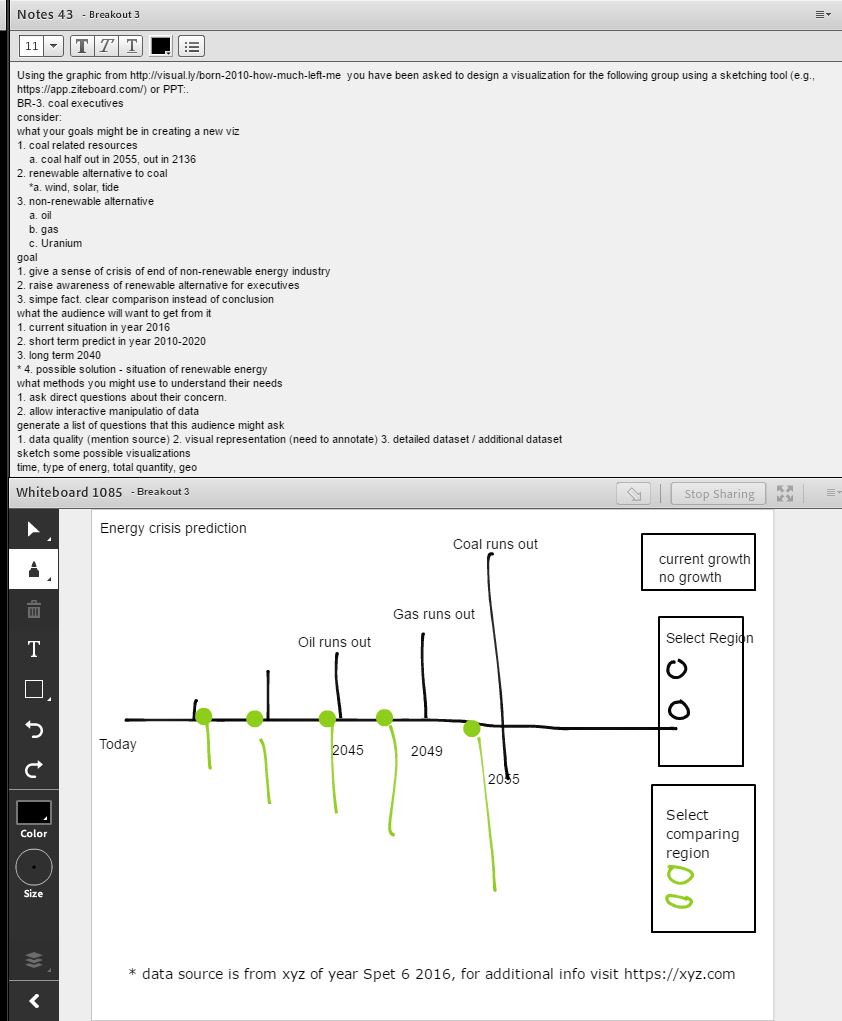 Notes 43 - Breakout 3
11 T T T
Using the graphic from http://visual.ly/born-2010-how-much-left-me you have been asked to design a visualization for the following group using a sketching tool (e.g.,
https://app.ziteboard.com/) or PPT:.
BR-3. coal executives
consider:
what your goals might be in creating a new viz
1. coal related resources
a. coal half out in 2055, out in 2136
2. renewable alternative to coal
*a. wind, solar, tide
3. non-renewable alternative
a. oil
b. gas
c. Uranium
goal
1. give a sense of crisis of end of non-renewable energy industry
2. raise awareness of renewable alternative for executives
3. simpe fact. clear comparison instead of conclusion
what the audience will want to get from it
1. current situation in year 2016
2. short term predict in year 2010-2020
3. long term 2040
* 4. possible solution - situation of renewable energy
what methods you might use to understand their needs
1. ask direct questions about their concern.
2. allow interactive manipulatio of data
generate a list of questions that this audience might ask
1. data quality (mention source) 2. visual representation (need to annotate) 3. detailed dataset / additional dataset
sketch some possible visualizations
time, type of energ, total quantity, geo
Whiteboard 1085 - Breakout 3
Stop Sharing
T
Color
Size
Energy crisis prediction
Coal runs out
current growth
no growth
Gas runs out
Oil runs out
Select Region
Today
2045
2049
2055
Select
comparing
region
* data source is from xyz of year Spet 6 2016, for additional info visit https://xyz.com